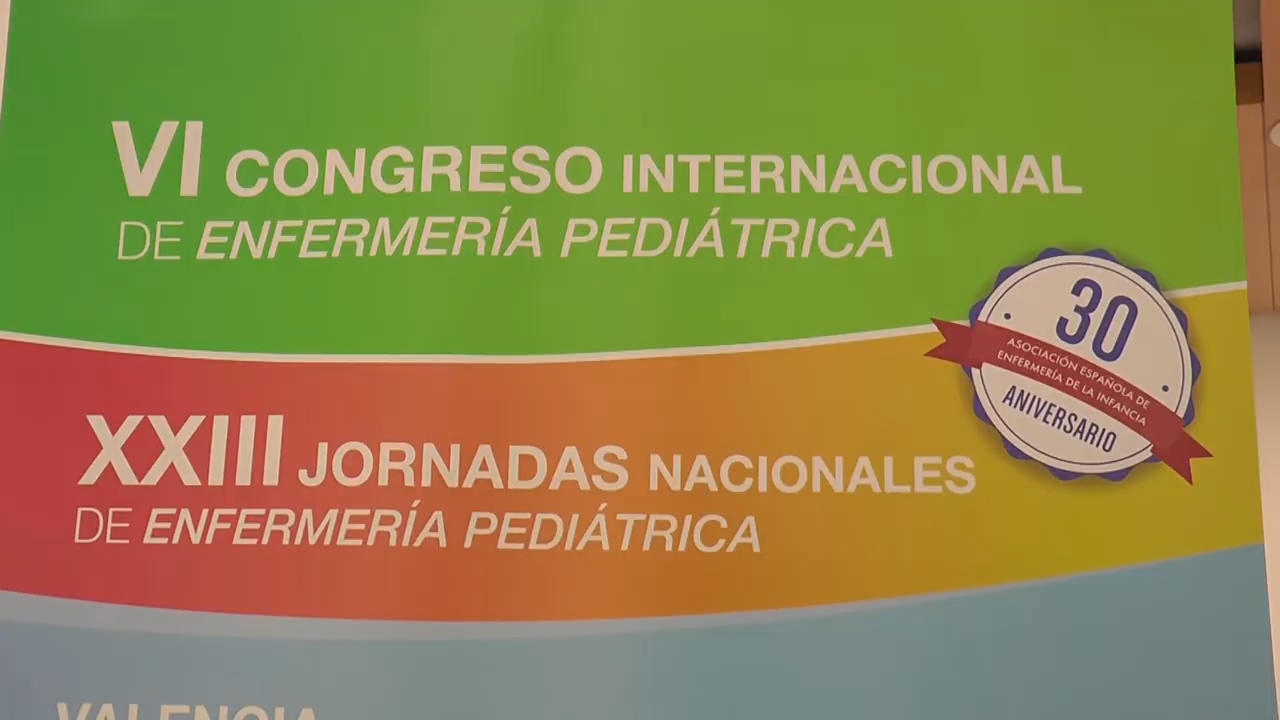 VI CONGRESO INTERNACIONAL
DE ENFERMERÍA PEDIÁTRICA
30
ASOCIACIÓN ESPAÑOLA DE
ENFERMERÍA DE LA INFANCIA
ANIVERSARIO
XXIII JORNADAS NACIONALES
DE ENFERMERÍA PEDIÁTRICA
VALENCIA